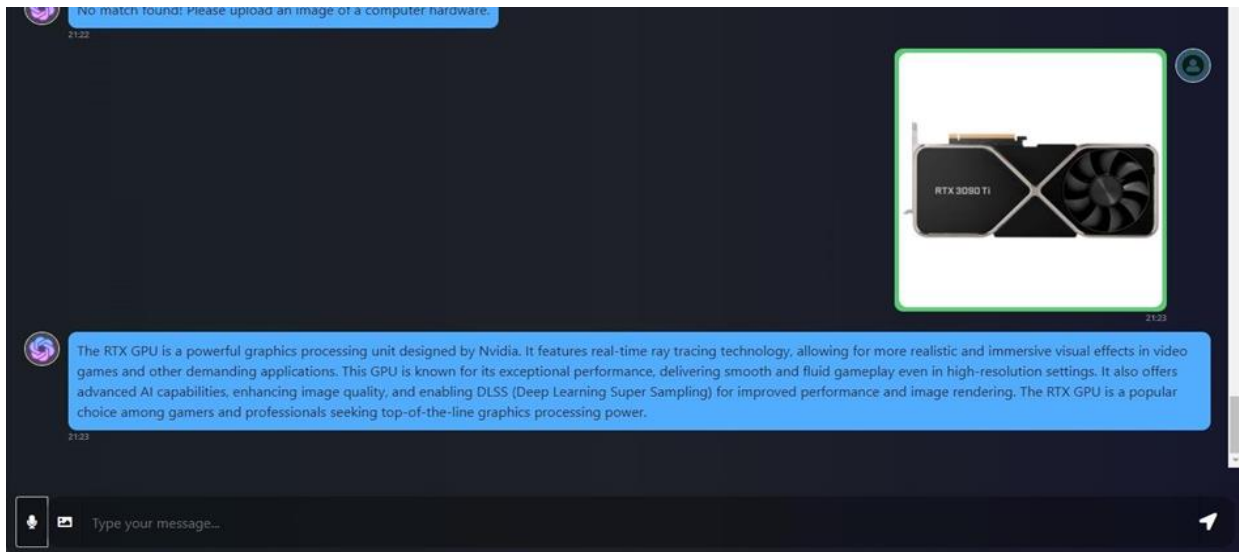 No match found: Please upload an image of a computer hardware.
21:22
RTX 3090 Ti
21:23
The RTX GPU is a powerful graphics processing unit designed by Nvidia. It features real-time ray tracing technology, allowing for more realistic and immersive visual effects in video
games and other demanding applications. This GPU is known for its exceptional performance, delivering smooth and fluid gameplay even in high-resolution settings. It also offers
advanced AI capabilities, enhancing image quality, and enabling DLSS (Deep Learning Super Sampling) for improved performance and image rendering. The RTX GPU is a popular
choice among gamers and professionals seeking top-of-the-line graphics processing power.
21:23
Type your message...